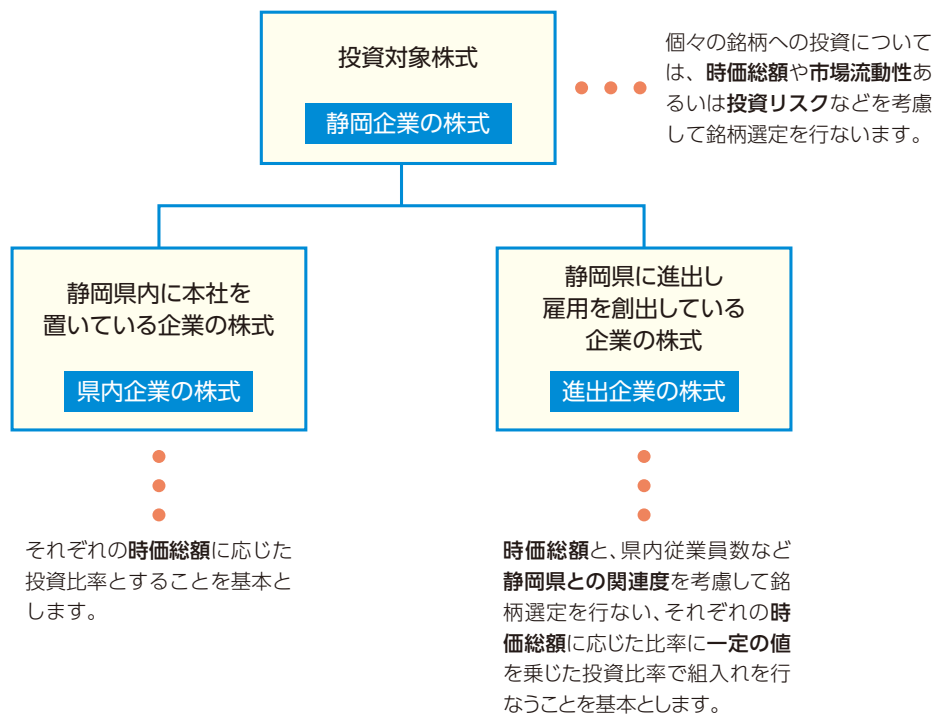 投資対象株式
静岡企業の株式
個々の銘柄への投資について
は、時価総額や市場流動性あ
るいは投資リスクなどを考慮
して銘柄選定を行ないます。
静岡県内に本社を
置いている企業の株式
県内企業の株式
静岡県に進出し
雇用を創出している
企業の株式
進出企業の株式
それぞれの時価総額に応じた
投資比率とすることを基本と
します。
時価総額と、県内従業員数など
静岡県との関連度を考慮して銘
柄選定を行ない、それぞれの時
価総額に応じた比率に一定の値
を乗じた投資比率で組入れを行
なうことを基本とします。